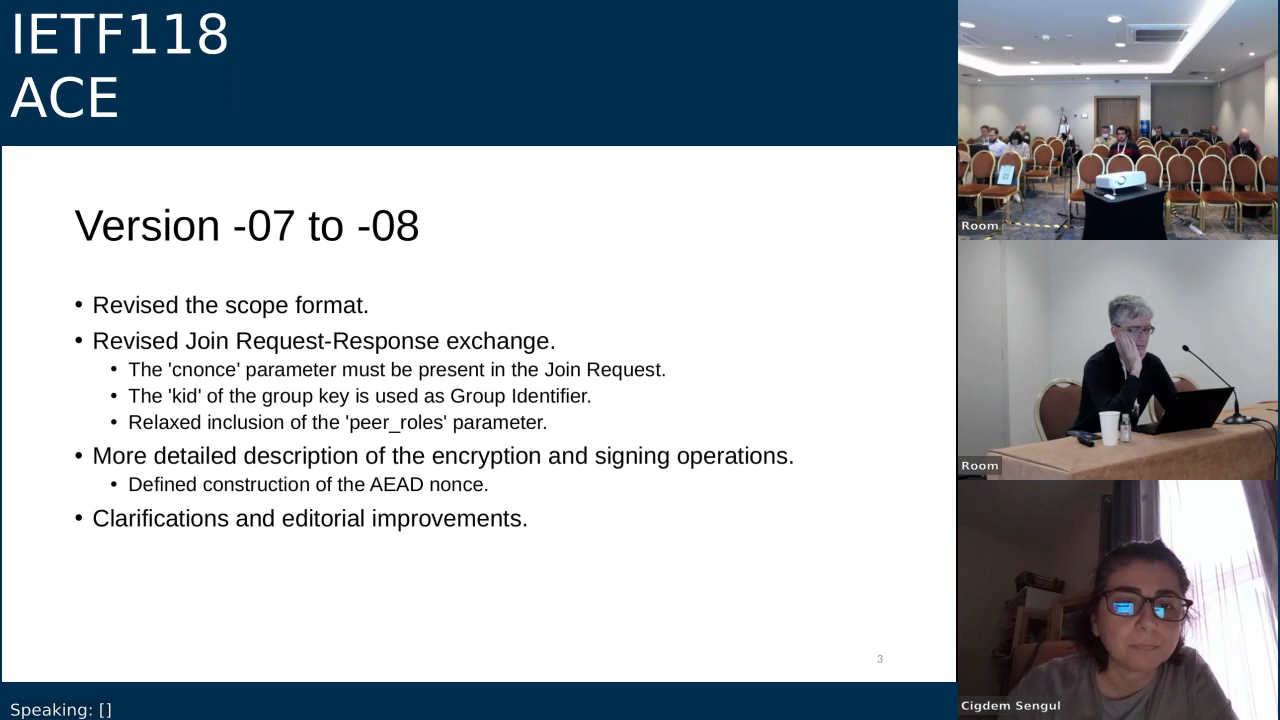 IETF118
ACE
Version -07 to -08
• Revised the scope format.
• Revised Join Request-Response exchange.
• The 'cnonce' parameter must be present in the Join Request.
• The 'kid' of the group key is used as Group Identifier.
• Relaxed inclusion of the 'peer_roles' parameter.
• More detailed description of the encryption and signing operations.
• Defined construction of the AEAD nonce.
• Clarifications and editorial improvements.
3
Speaking: []
Room
Room
Cigdem Sengul